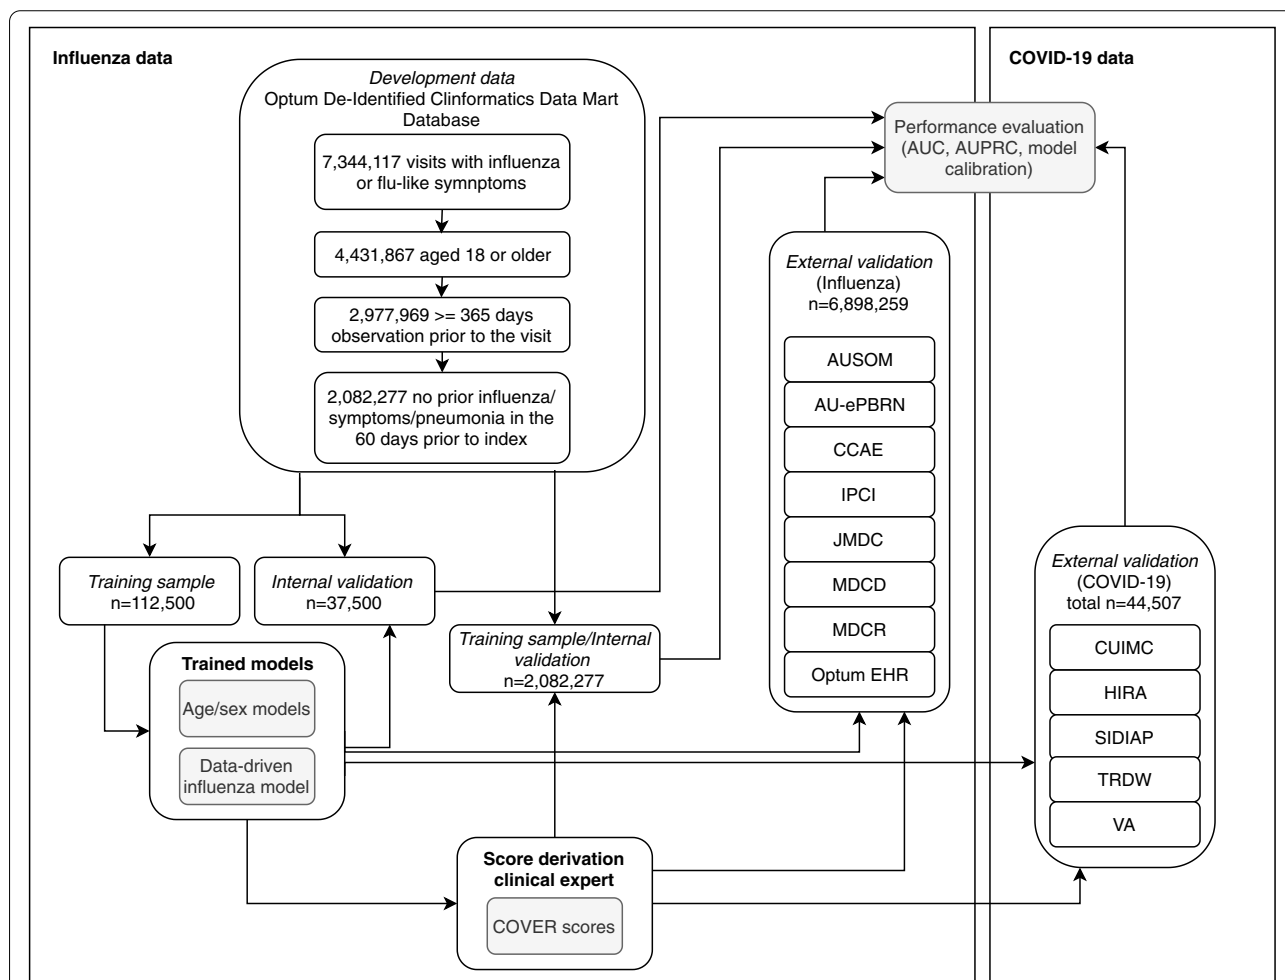 Influenza data
Development data
Optum De-Identified Clinformatics Data Mart
Database
7,344,117 visits with influenza
or flu-like symnptoms
4,431,867 aged 18 or older
2,977,969 >= 365 days
observation prior to the visit
2,082,277 no prior influenza/
symptoms/pneumonia in the
60 days prior to index
Training sample
n=112,500
Internal validation
n=37,500
Training sample/Internal
validation
n=2,082,277
Trained models
Age/sex models
Data-driven
influenza model
Score derivation
clinical expert
COVER scores
External validation
(Influenza)
n=6,898,259
AUSOM
AU-ePBRN
CCAE
IPCI
JMDC
MDCD
MDCR
Optum EHR
Performance evaluation
(AUC, AUPRC, model
calibration)
COVID-19 data
External validation
(COVID-19)
total n=44,507
CUIMC
HIRA
SIDIAP
TRDW
VA